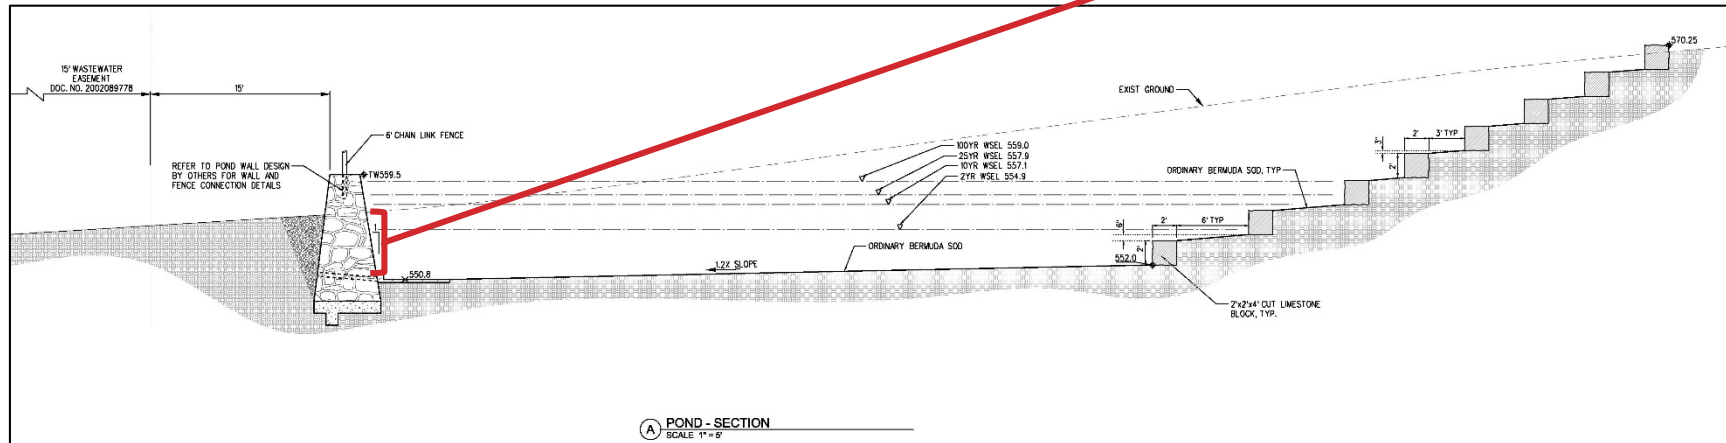 570.25
15' WASTEWATER
EASEMENT
DOC. NO. 2002089778
15'
EXIST GROUND
6' CHAIN LINK FENCE
3"
2'
3' TYP
100YR WSEL 559.0
25YR WSEL 557.9
10YR WSEL 557.1
2YR WSEL 554.9
REFER TO POND WALL DESIGN
BY OTHERS FOR WALL AND
FENCE CONNECTION DETAILS
TW559.5
ORDINARY BERMUDA SOD, TYP
2'
6"
2'
6' TYP
ORDINARY BERMUDA SOD
2'
1.2% SLOPE
552.0
550.8
2'x2'x4' CUT LIMESTONE
BLOCK, TYP.
A
POND - SECTION
SCALE 1" = 5'